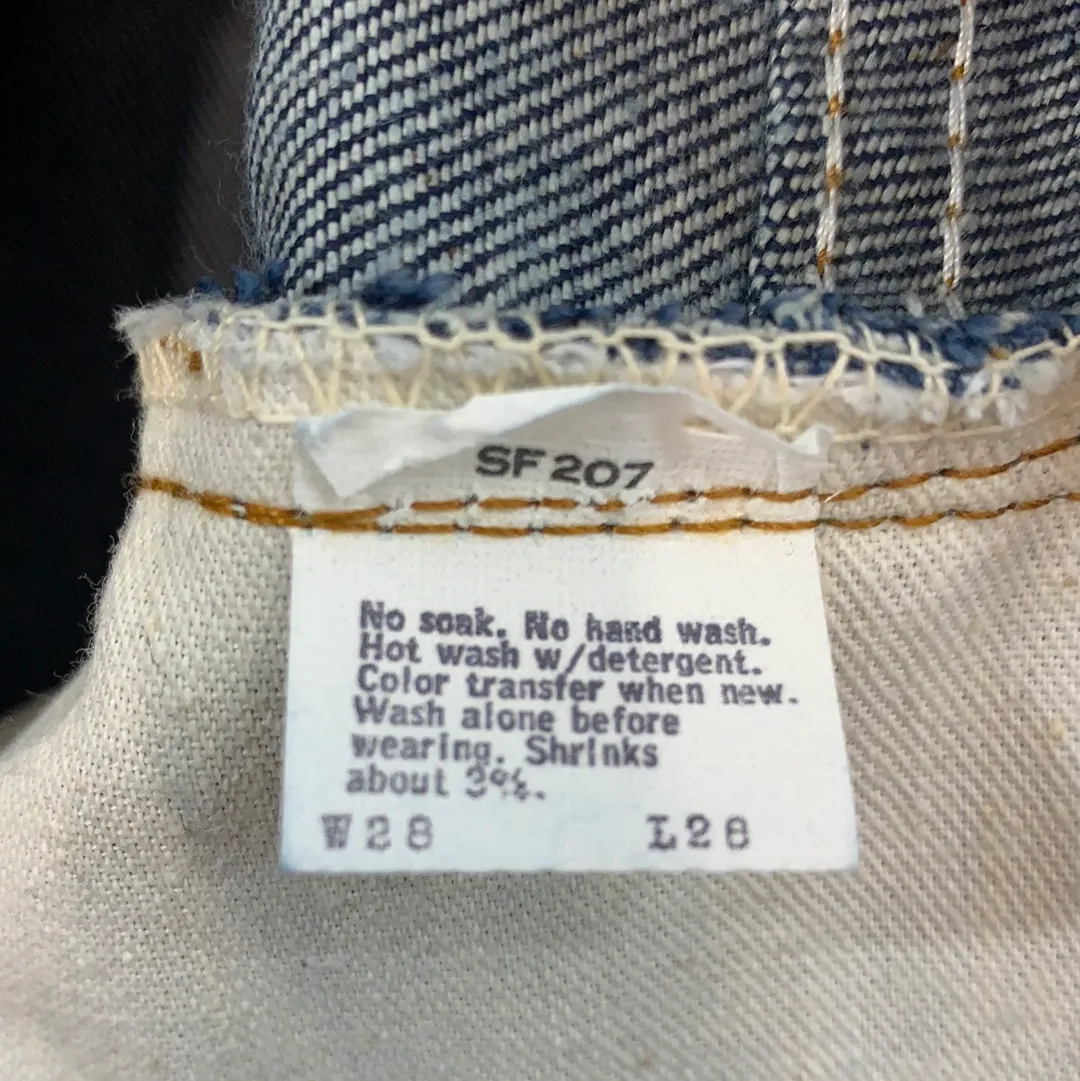 SF 207
No soak. No hand wash.
Hot wash w/detergent.
Color transfer when new.
Wash alone before
wearing. Shrinks
about 3%.
W28 L28